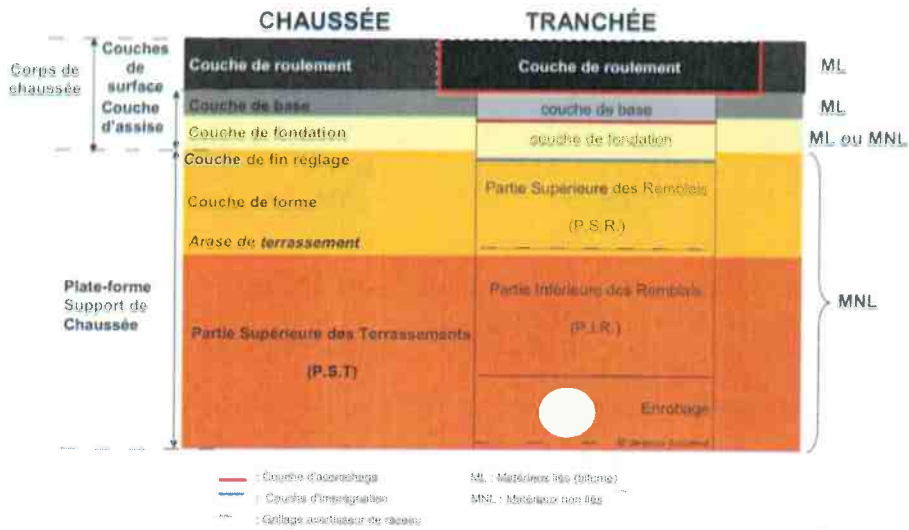 CHAUSSÉE TRANCHÉE
Corps de
chaussée
Couches
de
surface
Couche
d'assise
Couche de roulement
Couche de roulement
ML
Couche de base
couche de base
ML
Couche de fondation
couche de fondation
ML ou MNL
Couche de fin réglage
Couche de forme
Arase de terrassement
Partie Supérieure des Remblais
(P.S.R.)
Plate-forme
Support de
Chaussée
Partie Supérieure des Terrassements
(P.S.T)
Partie Inférieure des Remblais
(P.I.R.)
Enrobage
MNL
: Couche d'accrochage
: Couche d'imprégnation
: Grillage avertisseur de réseau
ML : Matériaux liés (bitume)
MNL : Matériaux non liés